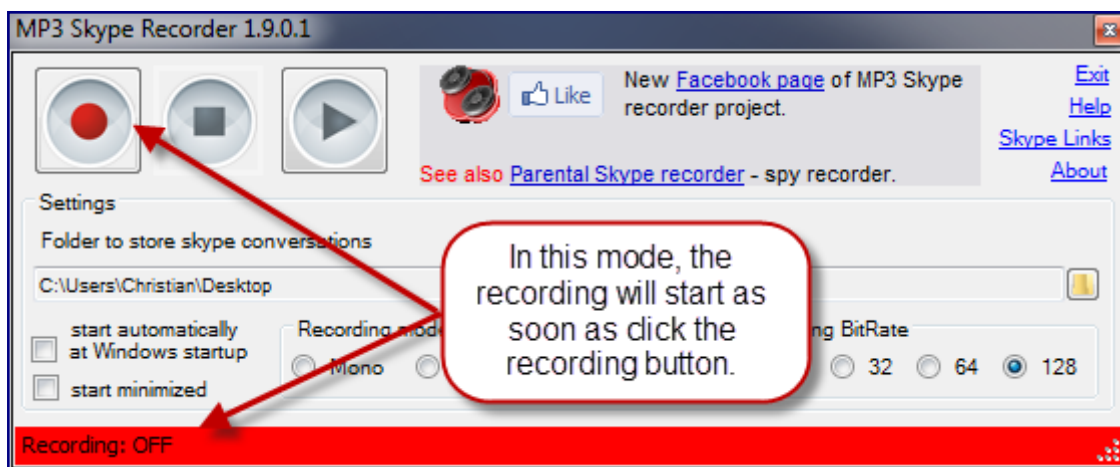 MP3 Skype Recorder 1.9.0.1
Like
New Facebook page of MP3 Skype
recorder project.
See also Parental Skype recorder - spy recorder.
Exit
Help
Skype Links
About
Settings
Folder to store skype conversations
C:\Users\Christian\Desktop
In this mode, the
recording will start as
soon as click the
recording button.
start automatically
at Windows startup
start minimized
Recording
Mono
BitRate
32 64 128
Recording: OFF